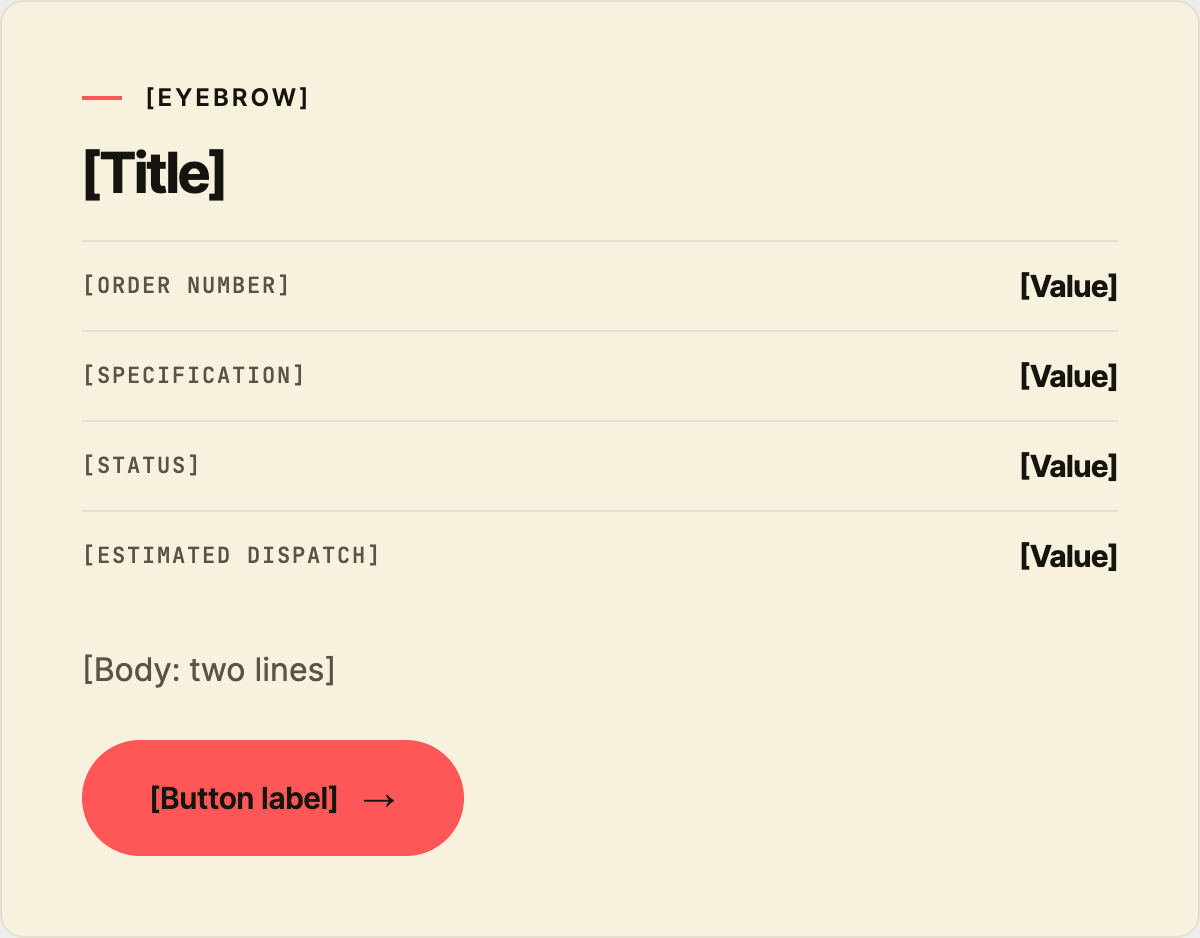 [EYEBROW]
[Title]
[ORDER NUMBER] [Value]
[SPECIFICATION] [Value]
[STATUS] [Value]
[ESTIMATED DISPATCH] [Value]
[Body: two lines]
[Button label] →